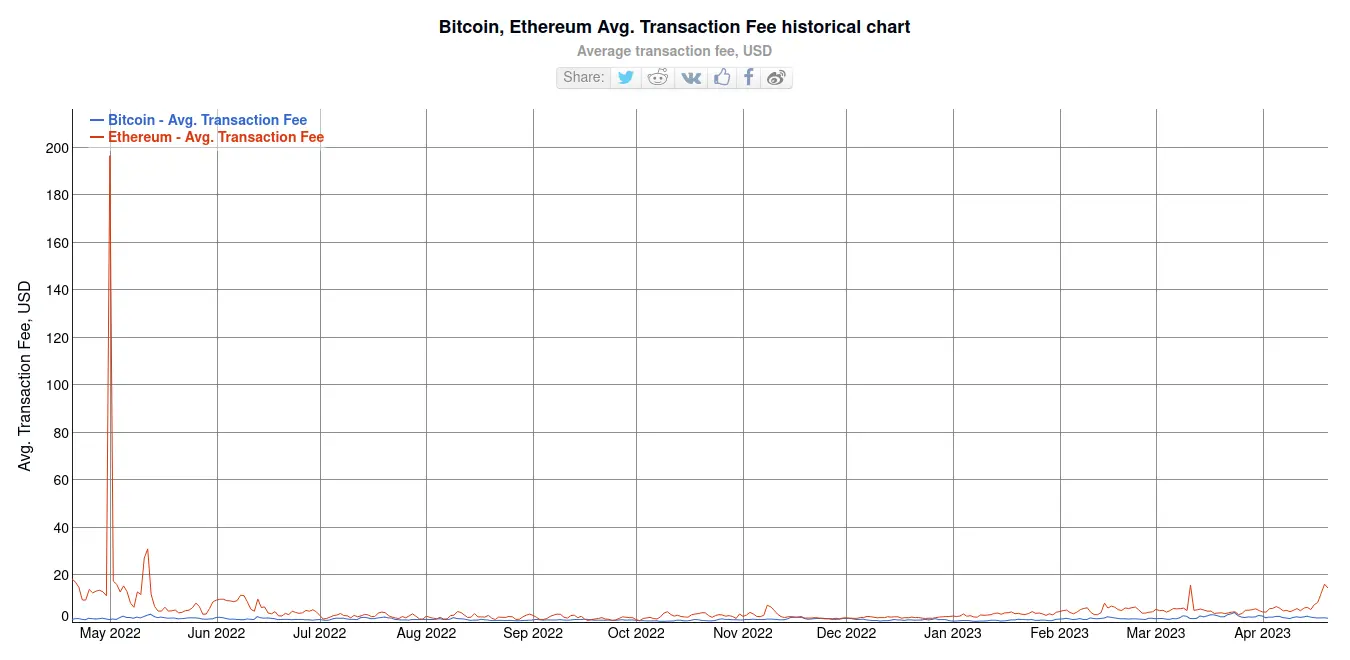 Bitcoin, Ethereum Avg. Transaction Fee historical chart
Average transaction fee, USD
Share:
Bitcoin - Avg. Transaction Fee
Ethereum - Avg. Transaction Fee
Avg. Transaction Fee, USD
200
180
160
140
120
100
80
60
40
20
0
May 2022 Jun 2022 Jul 2022 Aug 2022 Sep 2022 Oct 2022 Nov 2022 Dec 2022 Jan 2023 Feb 2023 Mar 2023 Apr 2023